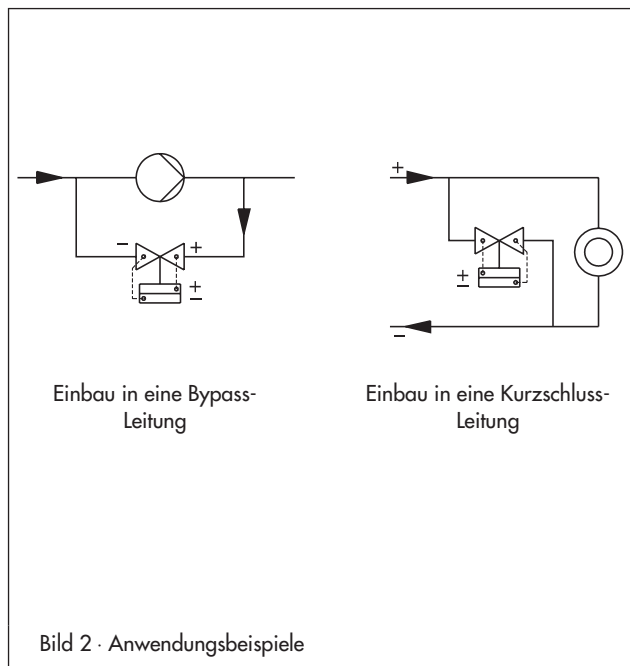 +
− +
+
−
+
−
−
Einbau in eine Bypass-
Leitung
Einbau in eine Kurzschluss-
Leitung
Bild 2 · Anwendungsbeispiele